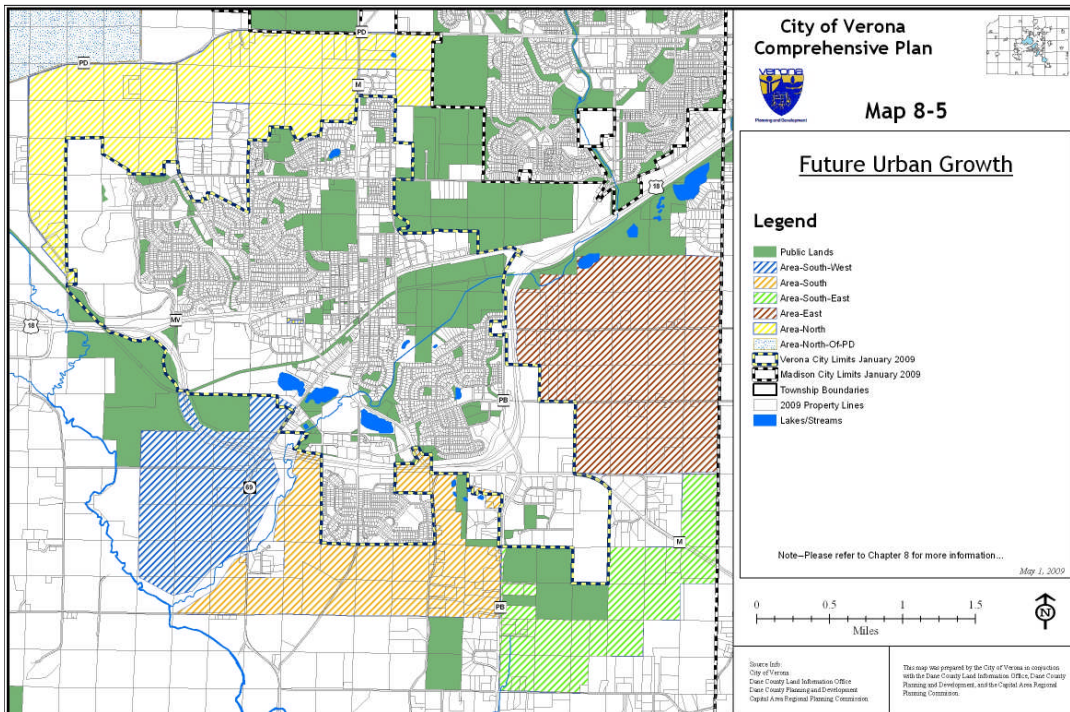 PD
PD
M
18
18
MV
PB
69
M
PB
City of Verona
Comprehensive Plan
verona
Planning and Development
Map 8-5
Future Urban Growth
Legend
Public Lands
Area-South-West
Area-South
Area-South-East
Area-East
Area-North
Area-North-Of-PD
Verona City Limits January 2009
Madison City Limits January 2009
Township Boundaries
2009 Property Lines
Lakes/Streams
Note--Please refer to Chapter 8 for more information...
May 1, 2009
0 0.5 1 1.5
Miles
N
Source Info:
City of Verona
Dane County Land Information Office
Dane County Planning and Development
Capital Area Regional Planning Commission
This map was prepared by the City of Verona in conjunction
with the Dane County Land Information Office, Dane County
Planning and Development, and the Capital Area Regional
Planning Commission.